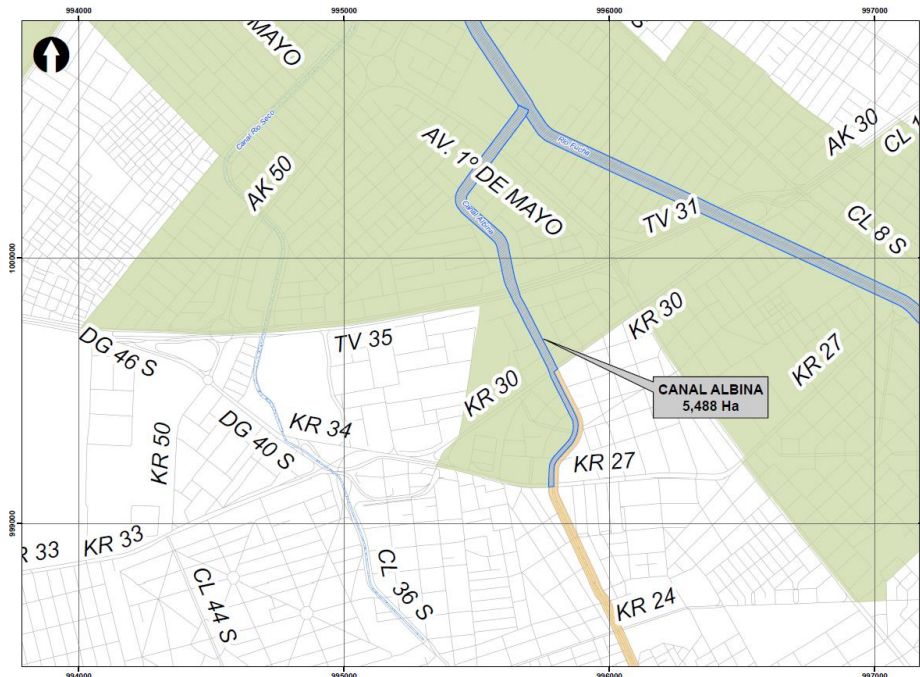 994000
995000
996000
997000
MAYO
Canal Rio Seco
AK 50
AV. 1º DE MAYO
Río Fucha
AK 30
CL 1
TV 31
CL 8 S
Canal Albina
1000000
DG 46 S
TV 35
KR 30
KR 27
CANAL ALBINA
5,488 Ha
KR 30
KR 34
DG 40 S
KR 50
KR 27
999000
R 33
KR 33
CL 44 S
CL 36 S
KR 24
994000
995000
996000
997000